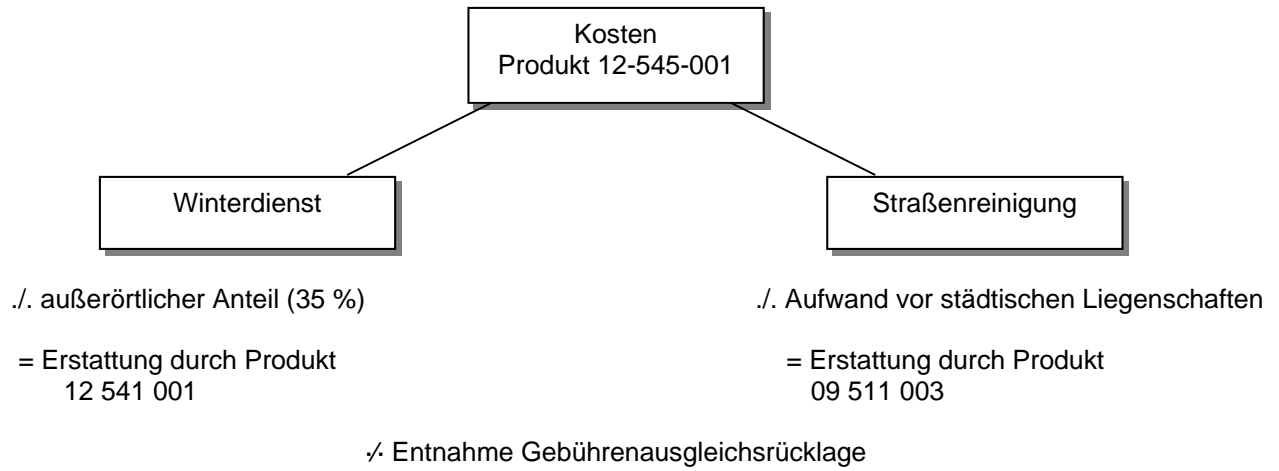 Kosten
Produkt 12-545-001
Winterdienst
Straßenreinigung
./. außerörtlicher Anteil (35 %)
./. Aufwand vor städtischen Liegenschaften
= Erstattung durch Produkt
12 541 001
= Erstattung durch Produkt
09 511 003
./. Entnahme Gebührenausgleichsrücklage